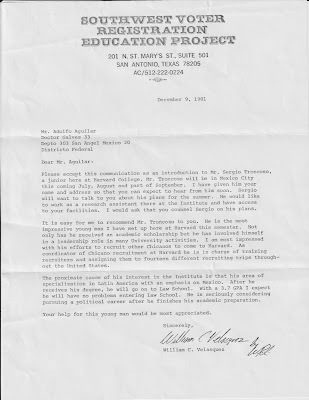 SOUTHWEST VOTER
REGISTRATION
EDUCATION PROJECT
201 N. ST. MARY'S ST., SUITE 501
SAN ANTONIO, TEXAS 78205
AC/512-222-0224
December 9, 1981
Mr. Adolfo Aguilar
Doctor Galvez 33
Depto 303 San Angel Mexico 20
Districto Federal
Dear Mr. Aguilar:
Please accept this communication as an introduction to Mr. Sergio Troncoso,
a junior here at Harvard College. Mr. Troncoso will be in Mexico City
this coming July, August and part of September. I have given him your
name and address so that you can expect to hear from him soon. Sergio
will want to talk to you about his plans for the summer. He would like
to work as a research assistant there at the Institute and have access
to your facilities. I would ask that you counsel Sergio on his plans.
It is easy for me to recommend Mr. Troncoso to you. He is the most
impressive young man I have met up here at Harvard this semester. Not
only has he received an academic scholarship but he has involved himself
in a leadership role in many University activities. I am most impressed
with his efforts to recruit other Chicanos to come to Harvard. As
coordinator of Chicano recruitment at Harvard he is in charge of training
recruiters and assigning them to fourteen different recruiting trips through-
out the United States.
The proximate cause of his interest in the Institute is that his area of
specialization is Latin America with an emphasis on Mexico. After he
receives his degree, he will go on to Law School. With a 3.7 GPA I expect
he will have no problems entering law School. He is seriously considering
pursuing a political career after he finishes his academic preparation.
Your help for this young man would be most appreciated.
Sincerely,
William C Velasquez by
William C. Velasquez